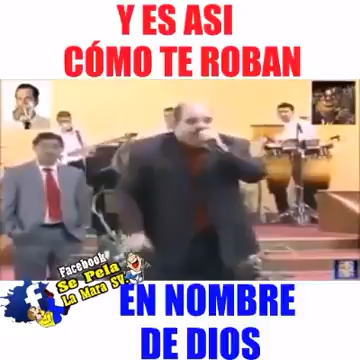 Y ES ASI
CÓMO TE ROBAN
Facebook
Se Pela
La Mara SV.
EN NOMBRE
DE DIOS